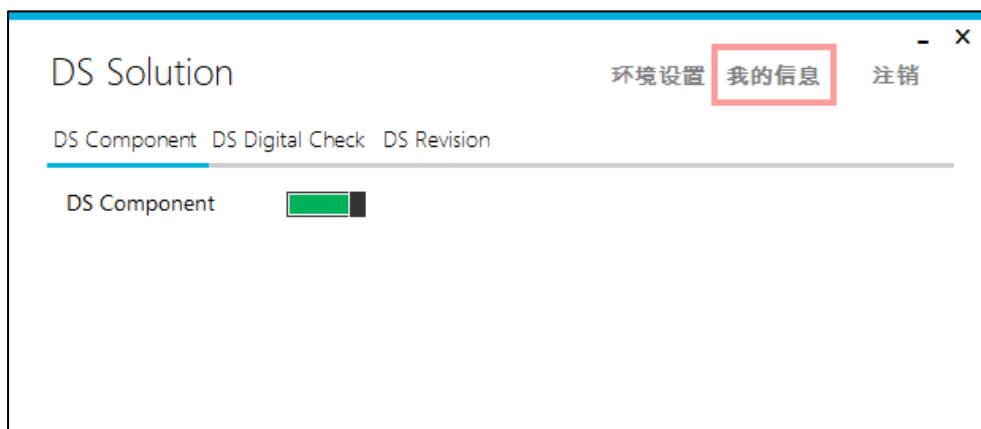 DS Solution 环境设置 我的信息 注销
DS Component DS Digital Check DS Revision
DS Component